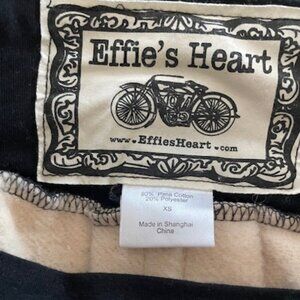 Effie's Heart
www.EffiesHeart.com
80% Pima Cotton
20% Polyester
XS
Made in Shanghai
China